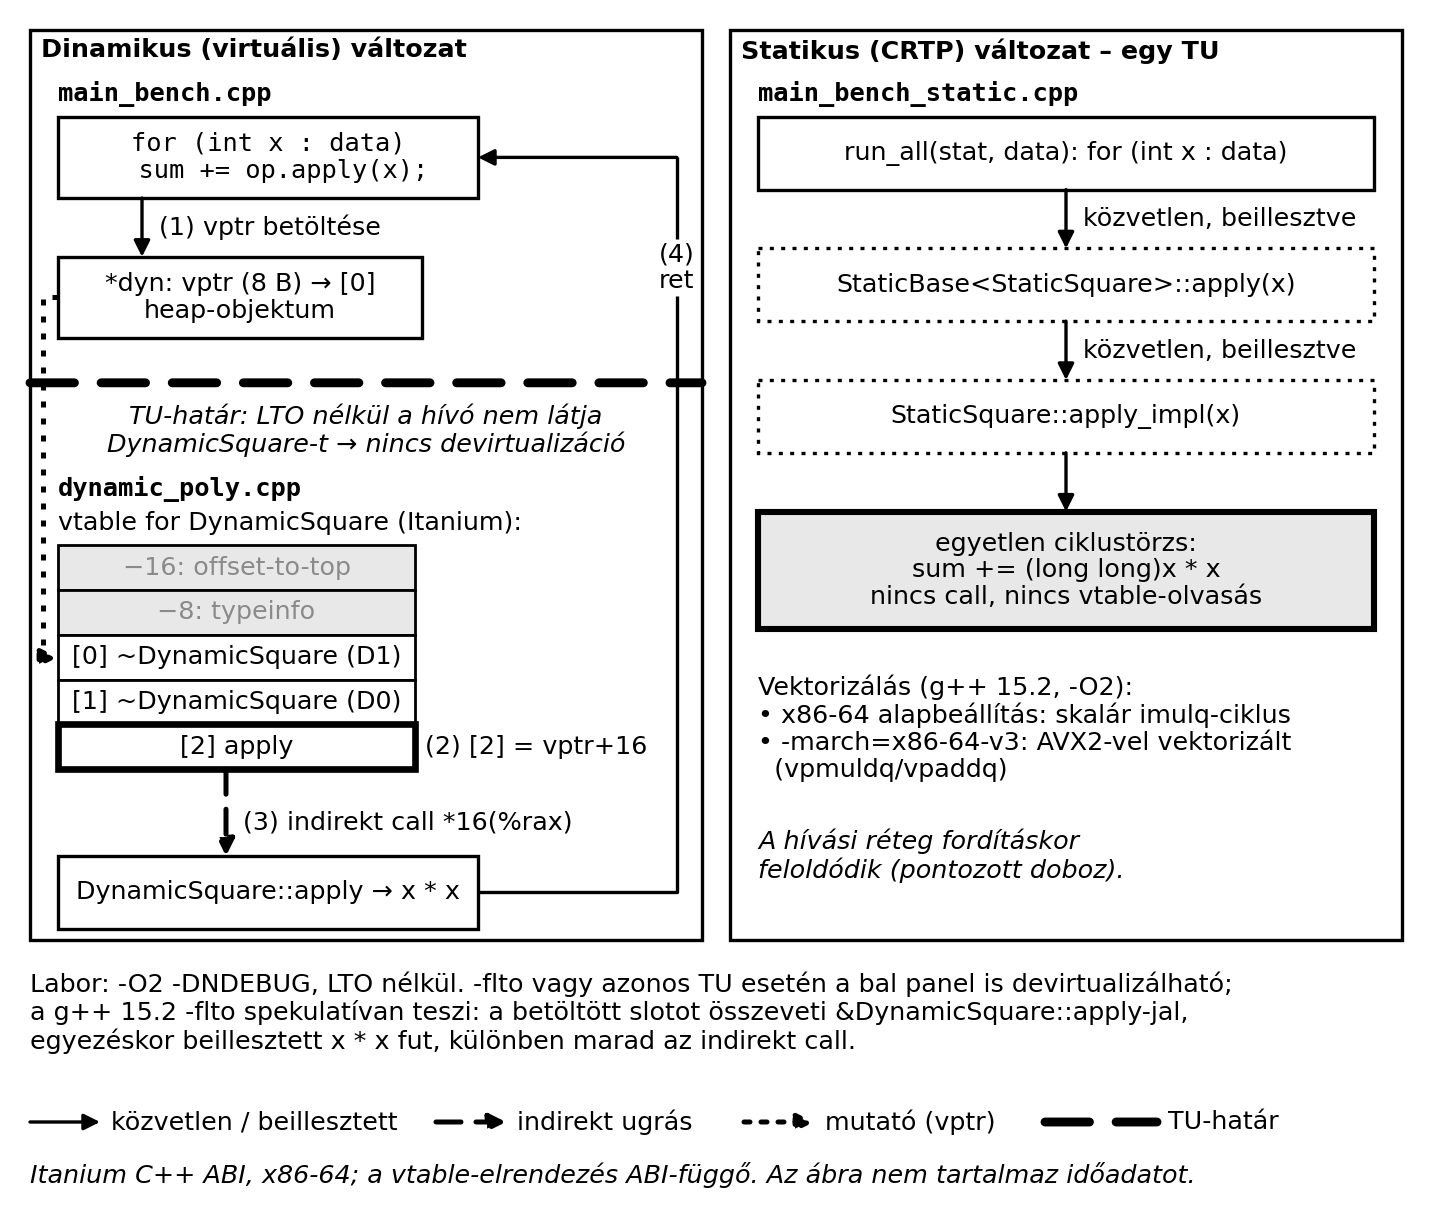 Dinamikus (virtuális) változat
main_bench.cpp
for (int x : data)
sum += op.apply(x);
(1) vptr betöltése
*dyn: vptr (8 B) → [0]
heap-objektum
(4)
ret
TU-határ: LTO nélkül a hívó nem látja
DynamicSquare-t → nincs devirtualizáció
dynamic_poly.cpp
vtable for DynamicSquare (Itanium):
−16: offset-to-top
−8: typeinfo
[0] ~DynamicSquare (D1)
[1] ~DynamicSquare (D0)
[2] apply
(2) [2] = vptr+16
(3) indirekt call *16(%rax)
DynamicSquare::apply → x * x
Statikus (CRTP) változat – egy TU
main_bench_static.cpp
run_all(stat, data): for (int x : data)
közvetlen, beillesztve
StaticBase<StaticSquare>::apply(x)
közvetlen, beillesztve
StaticSquare::apply_impl(x)
egyetlen ciklustörzs:
sum += (long long)x * x
nincs call, nincs vtable-olvasás
Vektorizálás (g++ 15.2, -O2):
• x86-64 alapbeállítás: skalár imulq-ciklus
• -march=x86-64-v3: AVX2-vel vektorizált
(vpmuldq/vpaddq)
A hívási réteg fordításkor
feloldódik (pontozott doboz).
Labor: -O2 -DNDEBUG, LTO nélkül. -flto vagy azonos TU esetén a bal panel is devirtualizálható;
a g++ 15.2 -flto spekulatívan teszi: a betöltött slotot összeveti &DynamicSquare::apply-jal,
egyezéskor beillesztett x * x fut, különben marad az indirekt call.
közvetlen / beillesztett
indirekt ugrás
mutató (vptr)
TU-határ
Itanium C++ ABI, x86-64; a vtable-elrendezés ABI-függő. Az ábra nem tartalmaz időadatot.